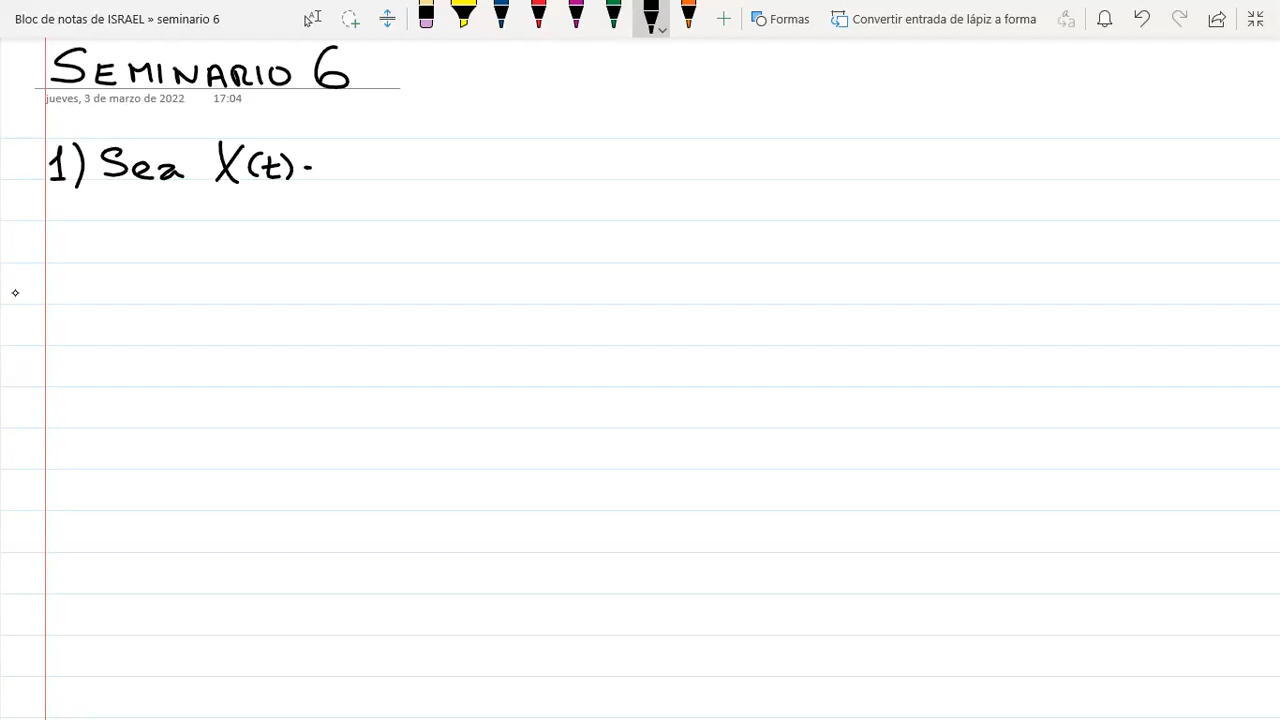 Bloc de notas de ISRAEL » seminario 6
Formas
Convertir entrada de lápiz a forma
SEMINARIO 6
jueves, 3 de marzo de 2022 17:04
1) Sea X(t) -